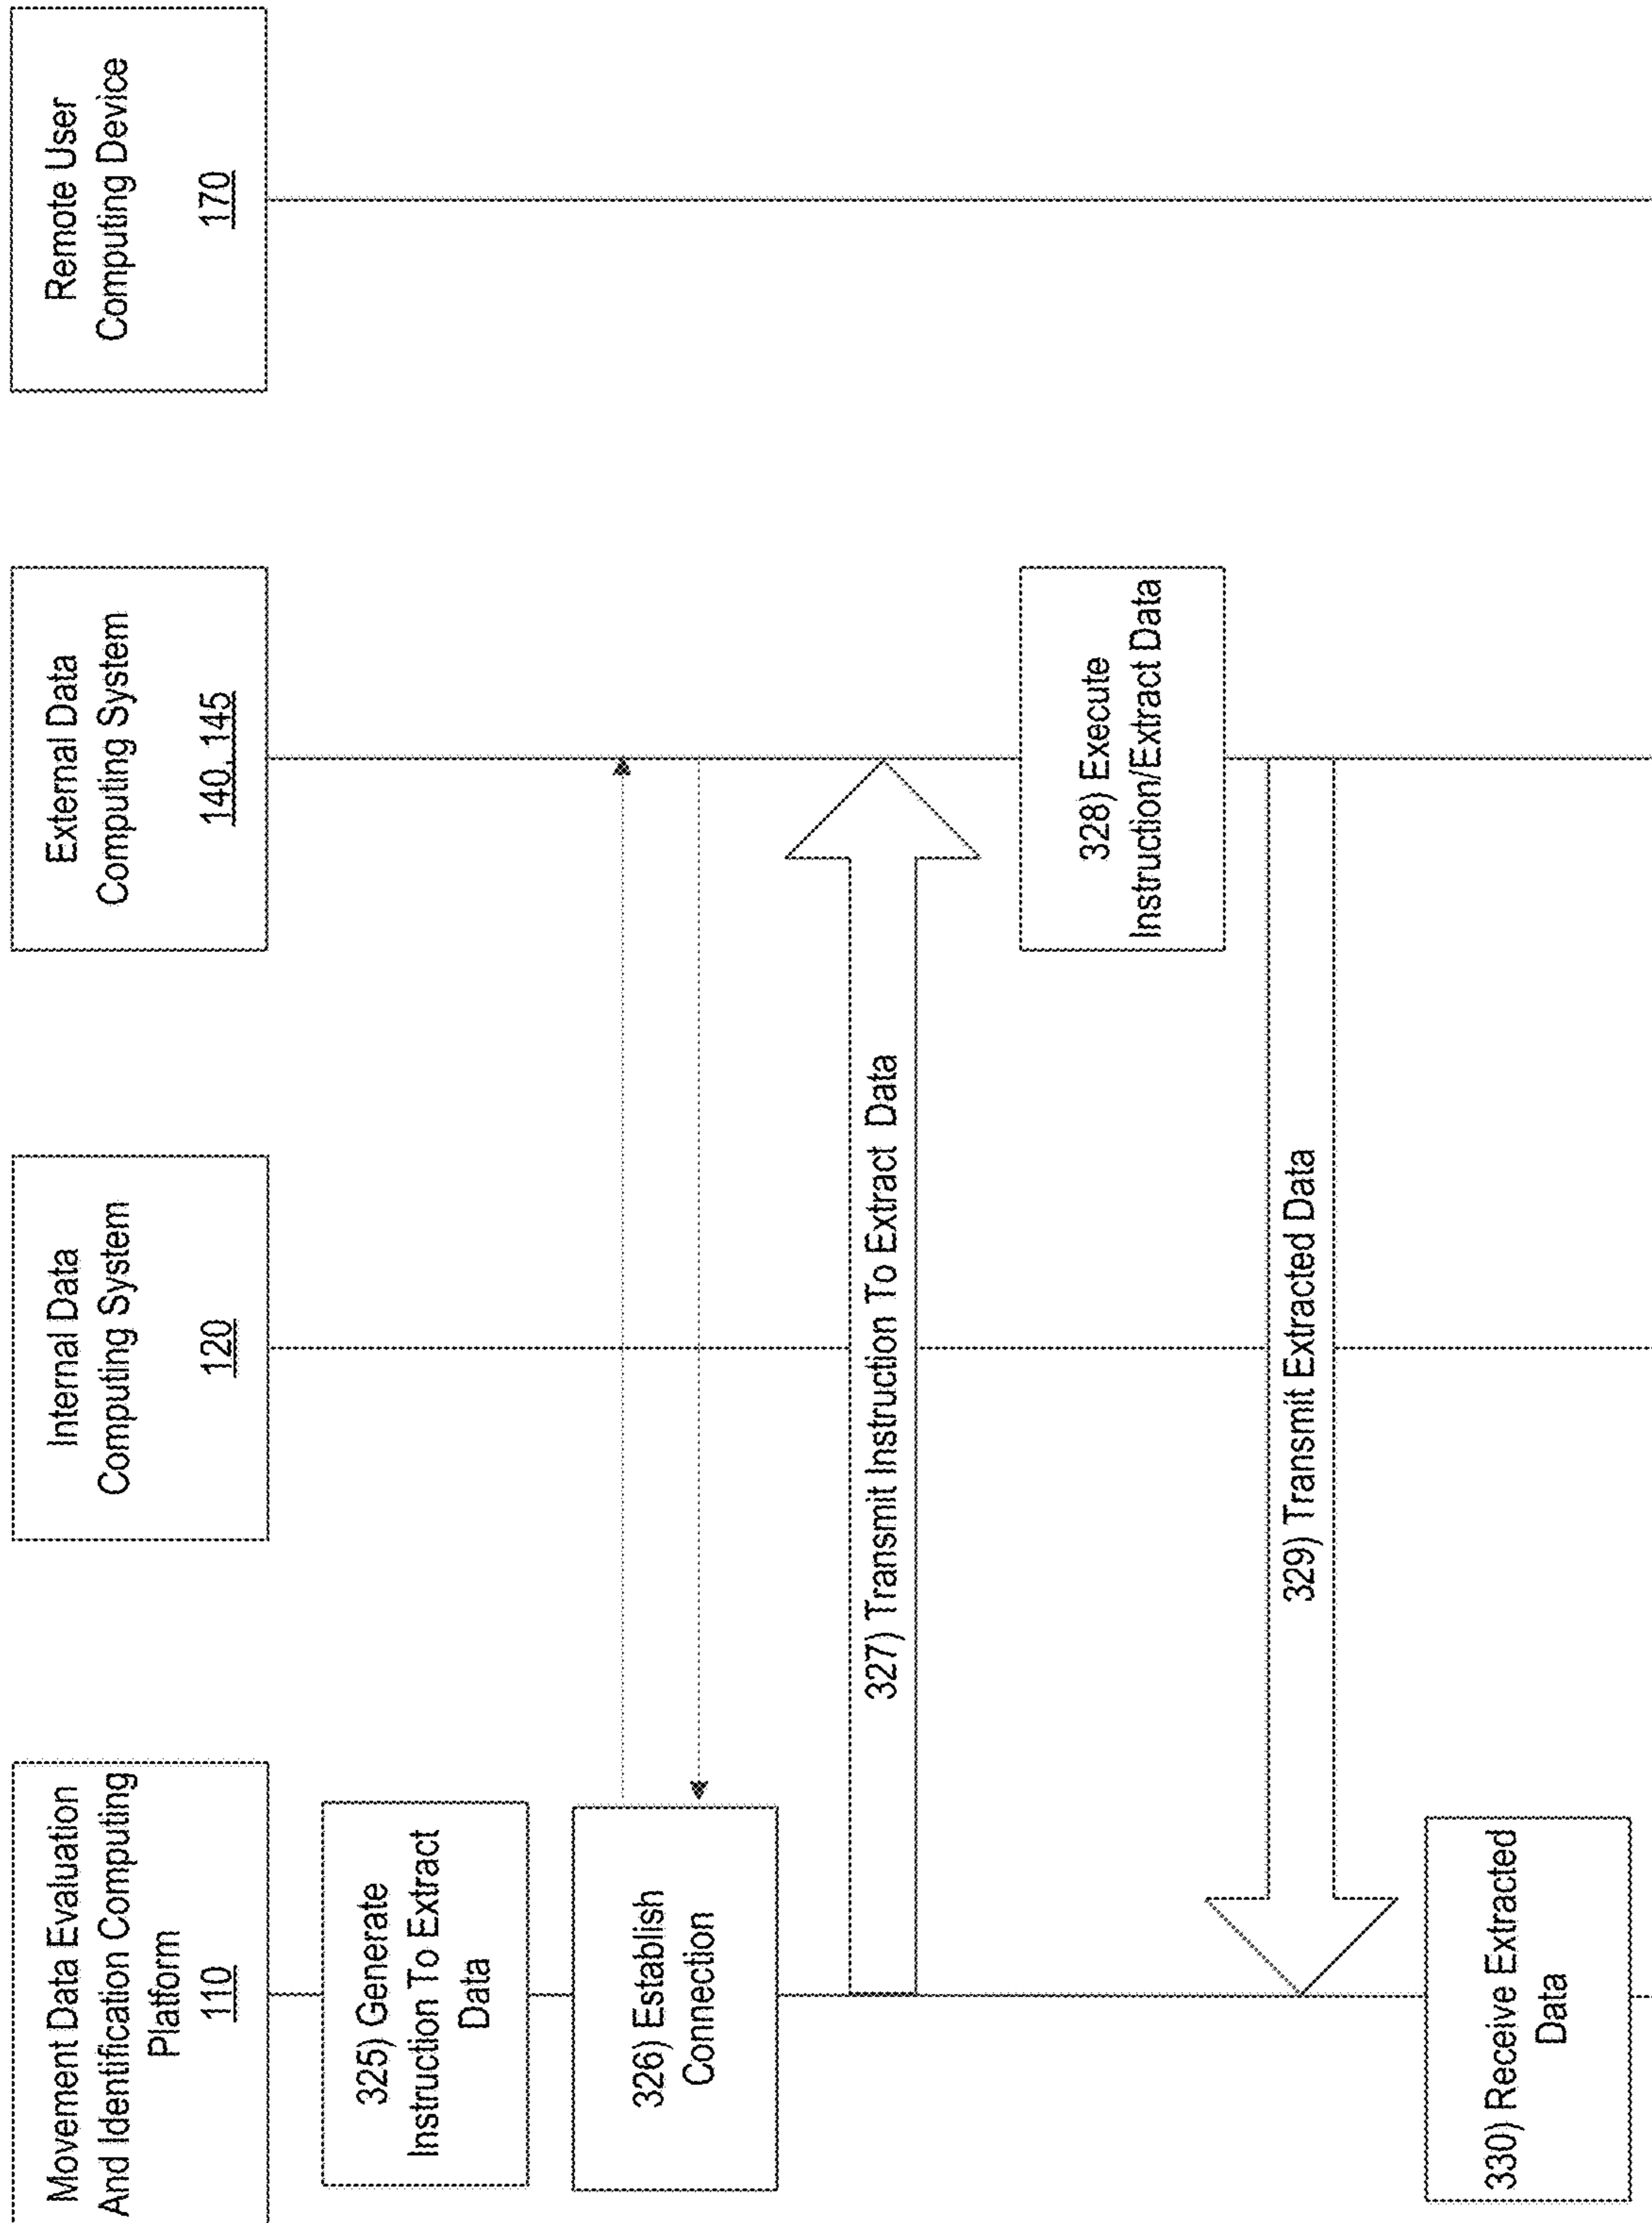 Movement Data Evaluation
And Identification Computing
Platform
110
Internal Data
Computing System
120
External Data
Computing System
140, 145
Remote User
Computing Device
170
325) Generate
Instruction To Extract
Data
326) Establish
Connection
327) Transmit Instruction To Extract Data
328) Execute
Instruction/Extract Data
329) Transmit Extracted Data
330) Receive Extracted
Data